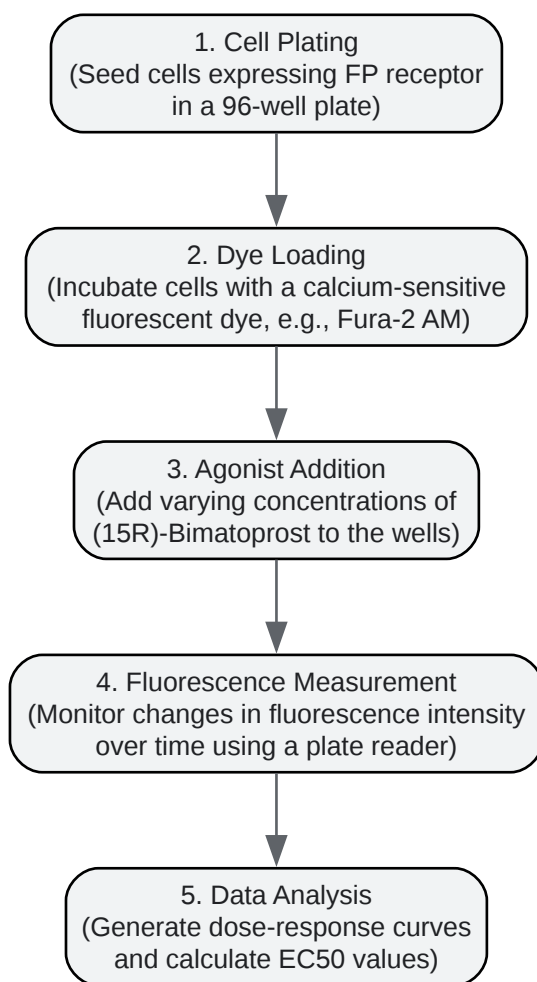 1. Cell Plating
(Seed cells expressing FP receptor
in a 96-well plate)
2. Dye Loading
(Incubate cells with a calcium-sensitive
fluorescent dye, e.g., Fura-2 AM)
3. Agonist Addition
(Add varying concentrations of
(15R)-Bimatoprost to the wells)
4. Fluorescence Measurement
(Monitor changes in fluorescence intensity
over time using a plate reader)
5. Data Analysis
(Generate dose-response curves
and calculate EC50 values)